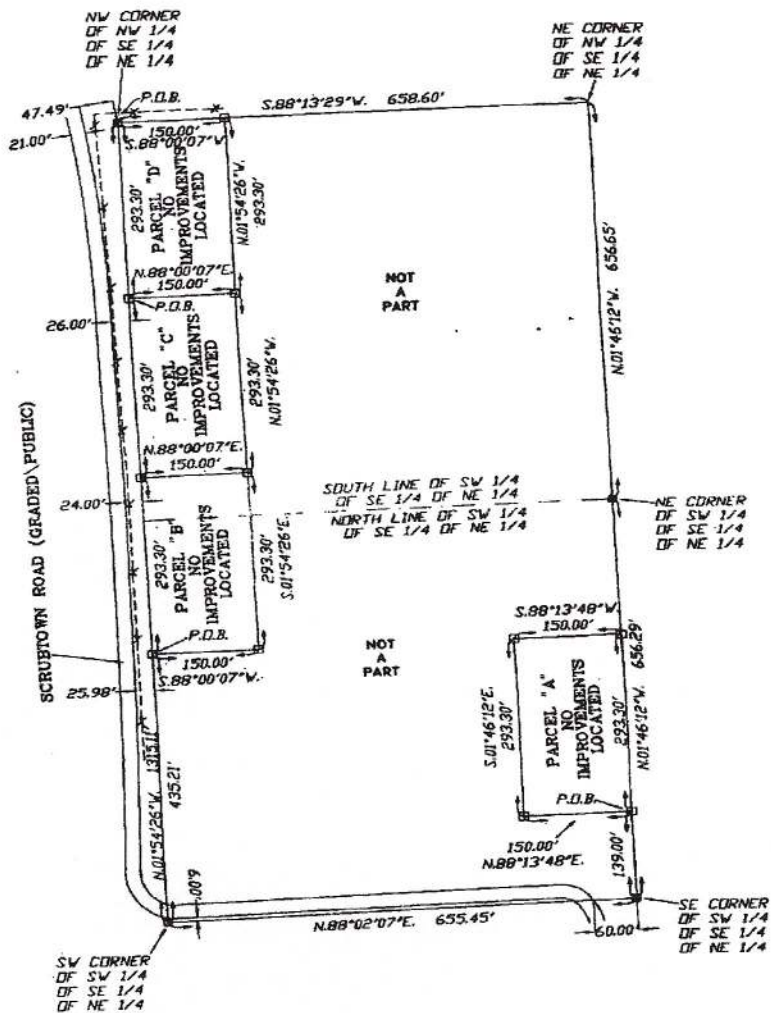 NW CORNER
OF NW 1/4
OF SE 1/4
OF NE 1/4
NE CORNER
OF NW 1/4
OF SE 1/4
OF NE 1/4
47.49'
P.O.B.
S.88°13'29"W. 658.60'
21.00'
150.00'
S.88°00'07"W.
293.30'
PARCEL "D"
NO
IMPROVEMENTS
LOCATED
N.01°54'26"W.
293.30'
N.88°00'07"E.
150.00'
P.O.B.
NOT
A
PART
N.01°46'12"W. 656.65'
26.00'
293.30'
PARCEL "C"
NO
IMPROVEMENTS
LOCATED
293.30'
N.01°54'26"W.
N.88°00'07"E.
150.00'
SCRUBTOWN ROAD (GRADED\PUBLIC)
24.00'
SOUTH LINE OF SW 1/4
OF SE 1/4 OF NE 1/4
NORTH LINE OF SW 1/4
OF SE 1/4 OF NE 1/4
NE CORNER
OF SW 1/4
OF SE 1/4
OF NE 1/4
293.30'
PARCEL "B"
NO
IMPROVEMENTS
LOCATED
293.30'
S.01°54'26"E.
P.O.B.
150.00'
S.88°00'07"W.
25.98'
NOT
A
PART
S.88°13'48"W.
150.00'
656.29'
S.01°46'12"E.
293.30'
PARCEL "A"
NO
IMPROVEMENTS
LOCATED
293.30'
N.01°46'12"W.
P.O.B.
150.00'
N.88°13'48"E.
139.00'
1315.11'
N.01°54'26"W.
435.21'
6.00'
N.88°02'07"E. 655.45'
60.00'
SW CORNER
OF SW 1/4
OF SE 1/4
OF NE 1/4
SE CORNER
OF SW 1/4
OF SE 1/4
OF NE 1/4